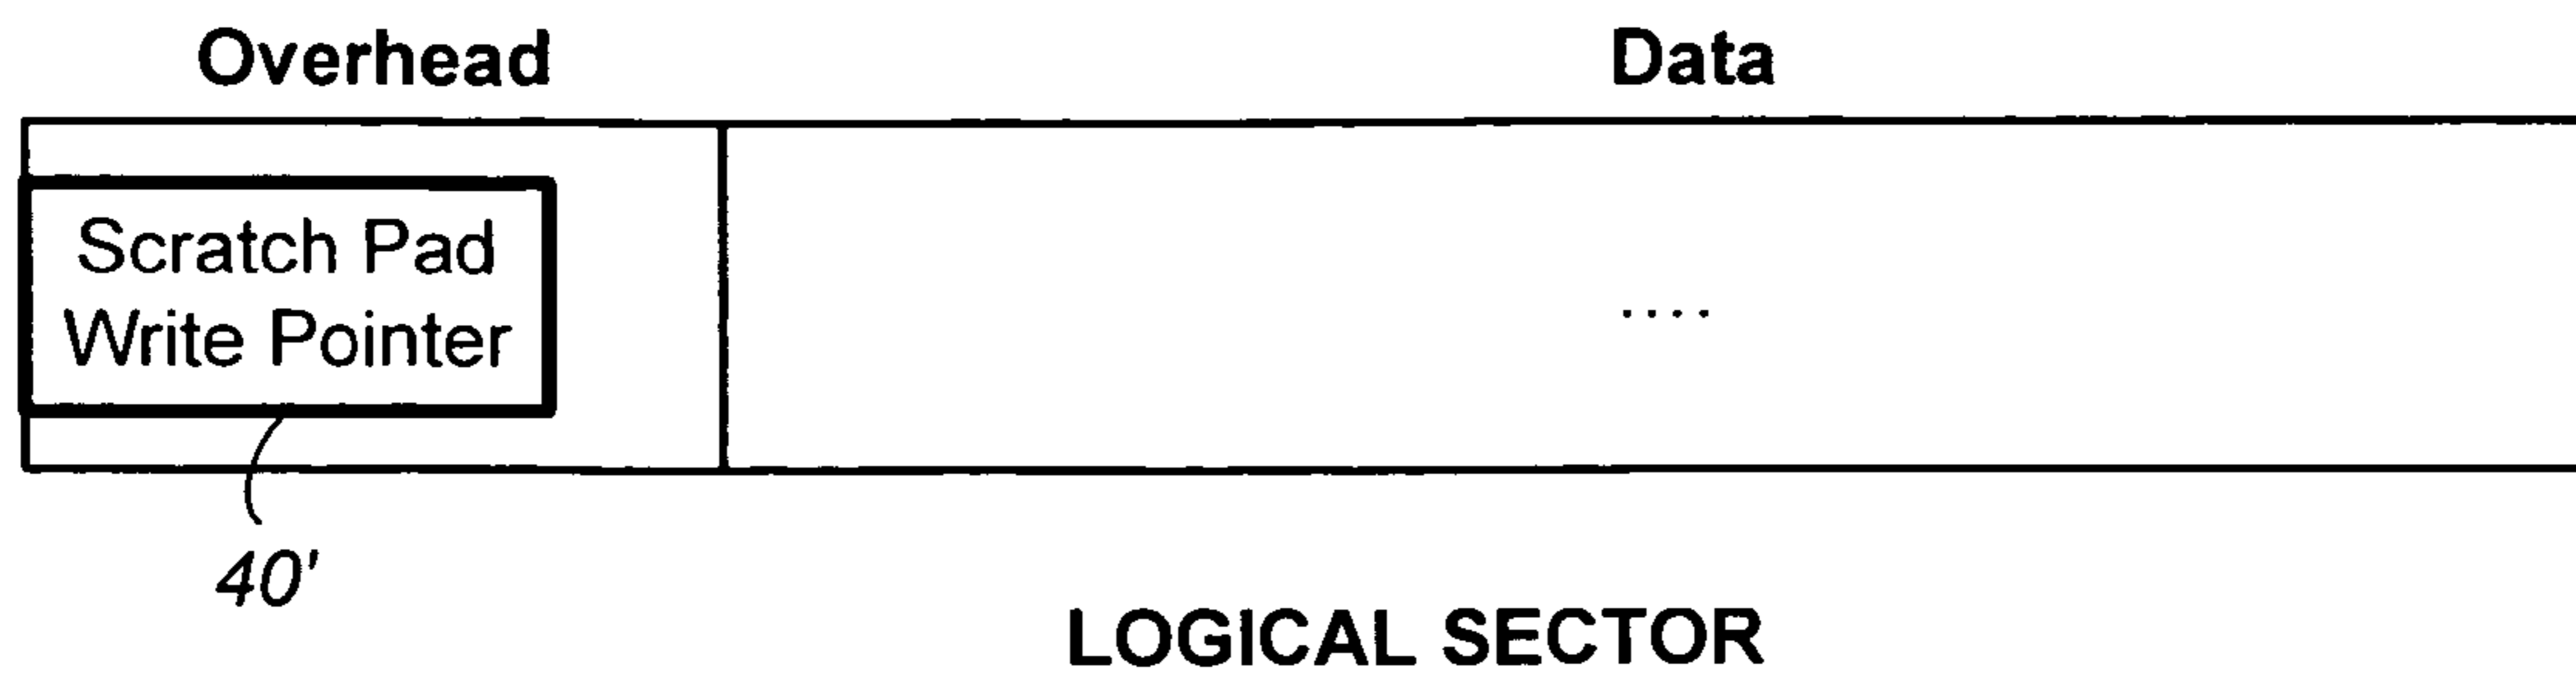 Overhead
Data
Scratch Pad
Write Pointer
....
40'
LOGICAL SECTOR